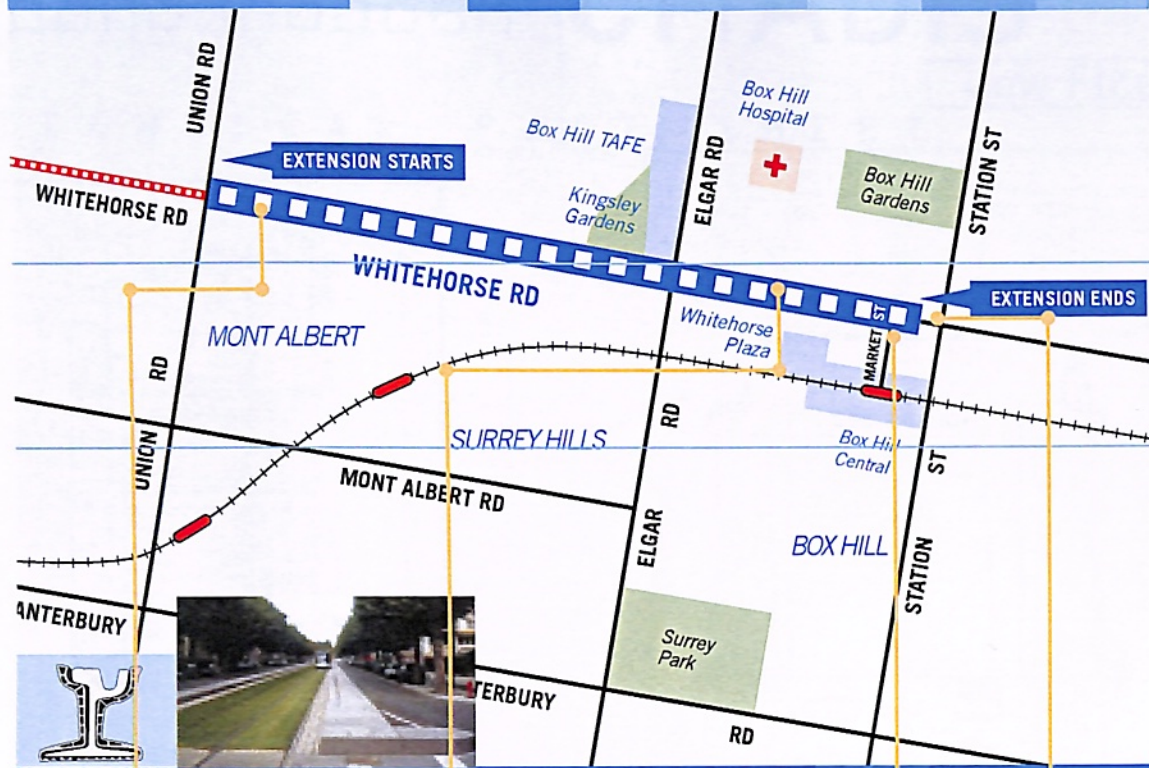 UNION RD
EXTENSION STARTS
WHITEHORSE RD
Box Hill TAFE
Kingsley
Gardens
ELGAR RD
Box Hill
Hospital
Box Hill
Gardens
STATION ST
WHITEHORSE RD
EXTENSION ENDS
Whitehorse
Plaza
MARKET ST
MONT ALBERT
UNION RD
SURREY HILLS
MONT ALBERT RD
ELGAR RD
Box Hill
Central
BOX HILL
STATION ST
ANTERBURY
Surrey
Park
TERBURY
RD